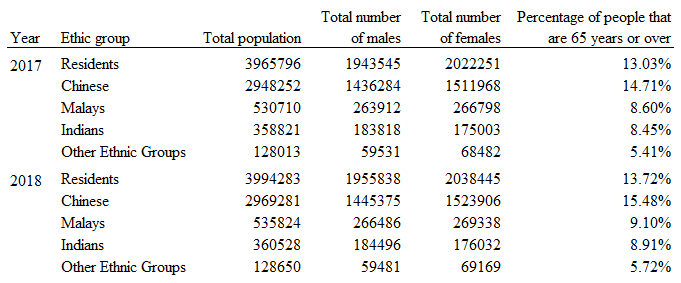 Year Ethic group Total population Total number of males Total number of females Percentage of people that are 65 years or over
2017 Residents 3965796 1943545 2022251 13.03%
Chinese 2948252 1436284 1511968 14.71%
Malays 530710 263912 266798 8.60%
Indians 358821 183818 175003 8.45%
Other Ethnic Groups 128013 59531 68482 5.41%
2018 Residents 3994283 1955838 2038445 13.72%
Chinese 2969281 1445375 1523906 15.48%
Malays 535824 266486 269338 9.10%
Indians 360528 184496 176032 8.91%
Other Ethnic Groups 128650 59481 69169 5.72%